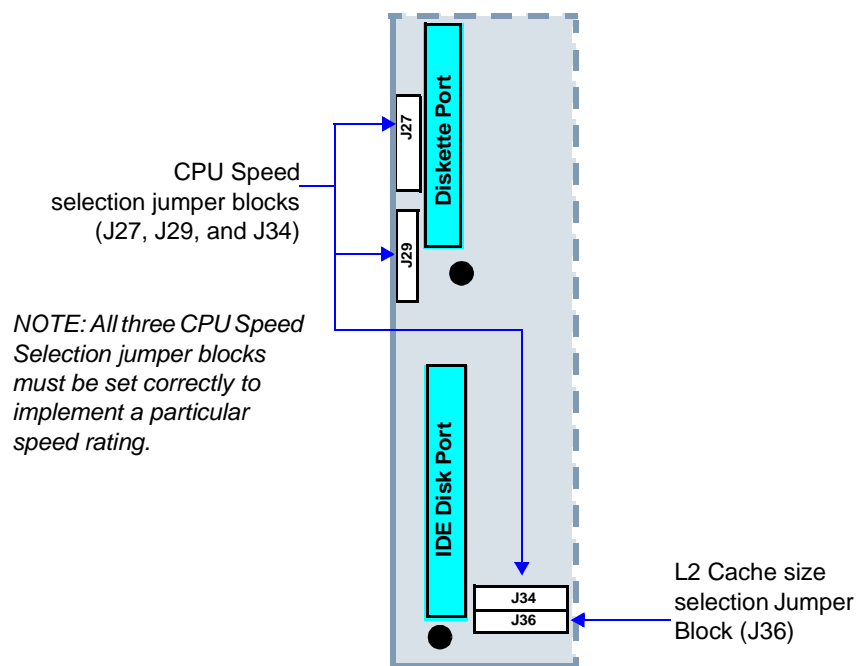 J27
Diskette Port
CPU Speed
selection jumper blocks
(J27, J29, and J34)
J29
NOTE: All three CPU Speed
Selection jumper blocks
must be set correctly to
implement a particular
speed rating.
IDE Disk Port
J34
J36
L2 Cache size
selection Jumper
Block (J36)